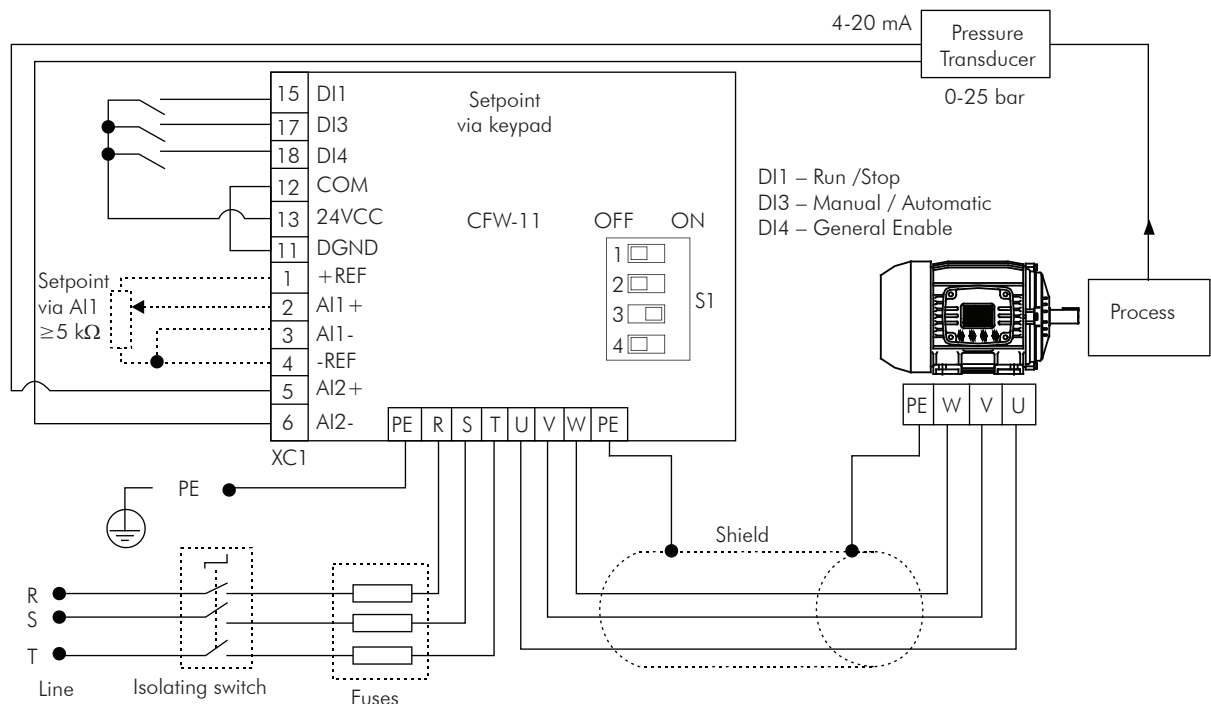 4-20 mA
Pressure
Transducer
0-25 bar
15 DI1
17 DI3
18 DI4
12 COM
13 24VCC
11 DGND
1 +REF
2 AI1+
3 AI1-
4 -REF
5 AI2+
6 AI2-
XC1
Setpoint
via keypad
CFW-11
OFF ON
1
2
3
4
S1
DI1 – Run /Stop
DI3 – Manual / Automatic
DI4 – General Enable
Setpoint
via AI1
≥5 kΩ
Process
PE R S T U V W PE
PE W V U
PE
Shield
R
S
T
Line
Isolating switch
Fuses